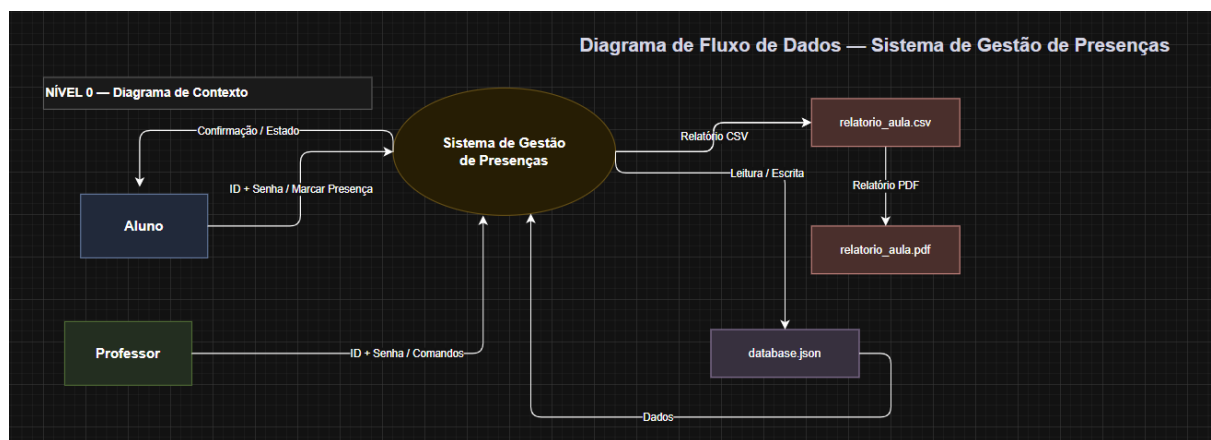 Diagrama de Fluxo de Dados — Sistema de Gestão de Presenças
NÍVEL 0 — Diagrama de Contexto
Confirmação / Estado
ID + Senha / Marcar Presença
Aluno
Sistema de Gestão
de Presenças
Relatório CSV
Leitura / Escrita
relatorio_aula.csv
Relatório PDF
relatorio_aula.pdf
Professor
ID + Senha / Comandos
database.json
Dados